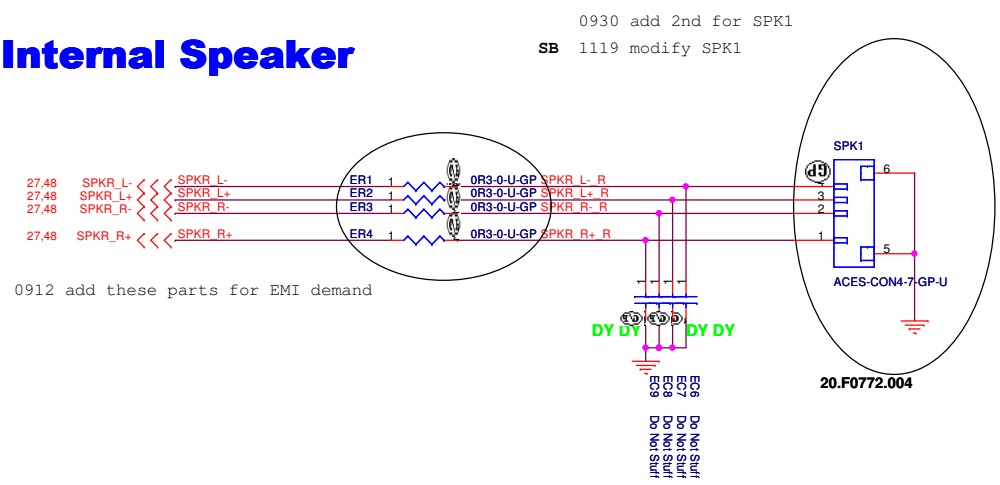 0930 add 2nd for SPK1
SB 1119 modify SPK1
Internal Speaker
SPK1
27,48 SPKR_L- SPKR_L- ER1 1 0R3-0-U-GP SPKR_L-_R
27,48 SPKR_L+ SPKR_L+ ER2 1 0R3-0-U-GP SPKR_L+_R 3
27,48 SPKR_R- SPKR_R- ER3 1 0R3-0-U-GP SPKR_R-_R 2
27,48 SPKR_R+ SPKR_R+ ER4 1 0R3-0-U-GP SPKR_R+_R 1
GP
6
5
ACES-CON4-7-GP-U
0912 add these parts for EMI demand
1 1 1 1
DY DY DY DY
20.F0772.004
EC9 Do Not Stuff
EC8 Do Not Stuff
EC7 Do Not Stuff
EC6 Do Not Stuff